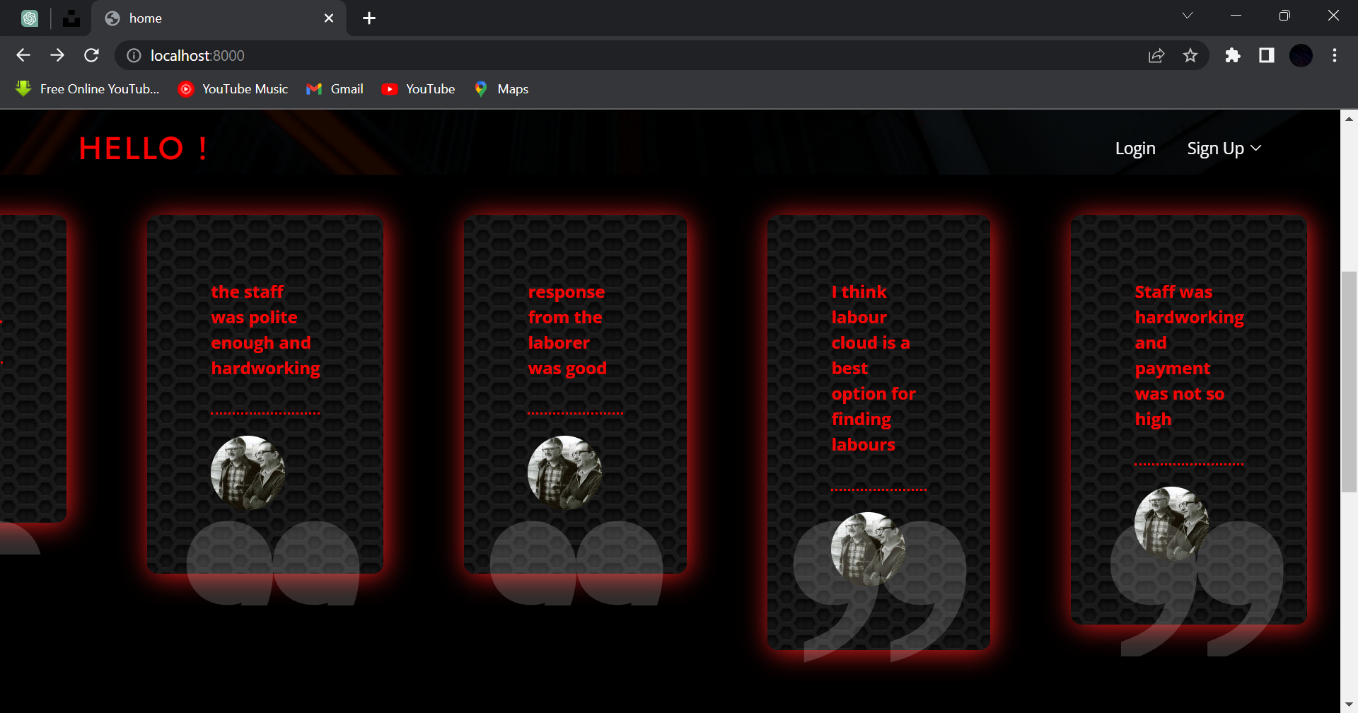 home
localhost:8000
Free Online YouTub...
YouTube Music
Gmail
YouTube
Maps
HELLO !
Login
Sign Up
the staff
was polite
enough and
hardworking
response
from the
laborer
was good
I think
labour
cloud is a
best
option for
finding
labours
Staff was
hardworking
and
payment
was not so
high